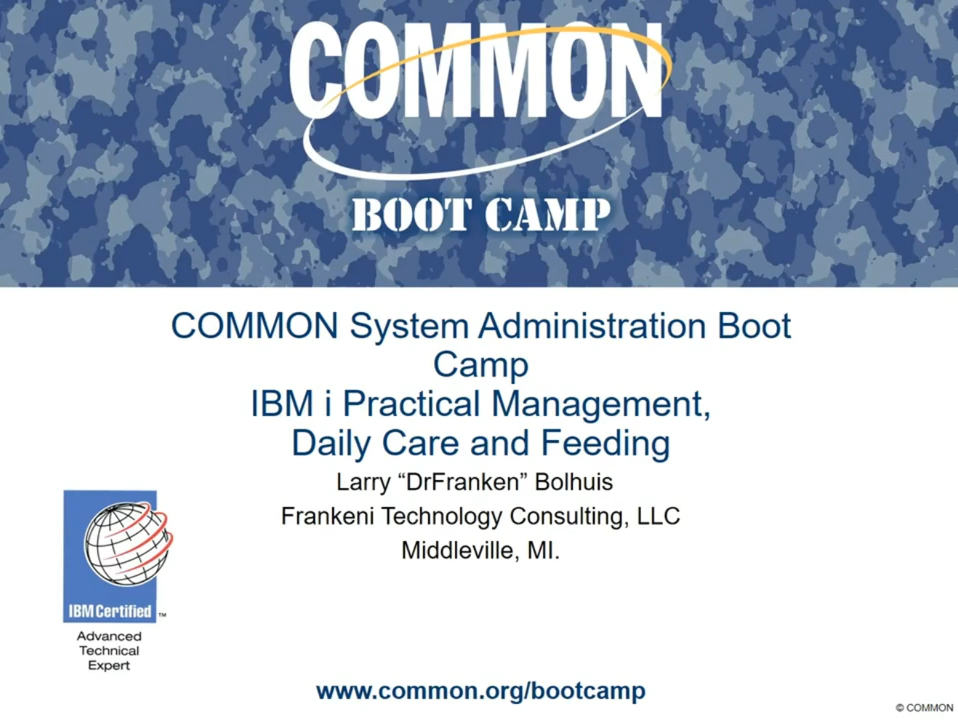 COMMON
BOOT CAMP
COMMON System Administration Boot
Camp
IBM i Practical Management,
Daily Care and Feeding
Larry “DrFranken” Bolhuis
Frankeni Technology Consulting, LLC
Middleville, MI.
IBM Certified ™
Advanced
Technical
Expert
www.common.org/bootcamp
© COMMON